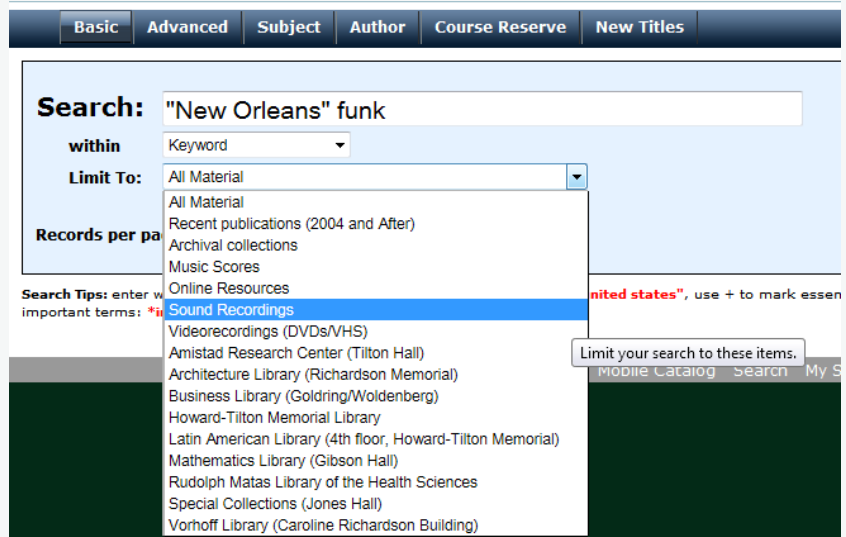 Basic Advanced Subject Author Course Reserve New Titles
Search: "New Orleans" funk
within Keyword
Limit To: All Material
All Material
Recent publications (2004 and After)
Archival collections
Records per pa
Music Scores
Online Resources
Search Tips: enter w nited states", use + to mark essen
Sound Recordings
important terms: *i
Videorecordings (DVDs/VHS)
Amistad Research Center (Tilton Hall)
Limit your search to these items.
Architecture Library (Richardson Memorial)
Mobile Catalog Search My S
Business Library (Goldring/Woldenberg)
Howard-Tilton Memorial Library
Latin American Library (4th floor, Howard-Tilton Memorial)
Mathematics Library (Gibson Hall)
Rudolph Matas Library of the Health Sciences
Special Collections (Jones Hall)
Vorhoff Library (Caroline Richardson Building)